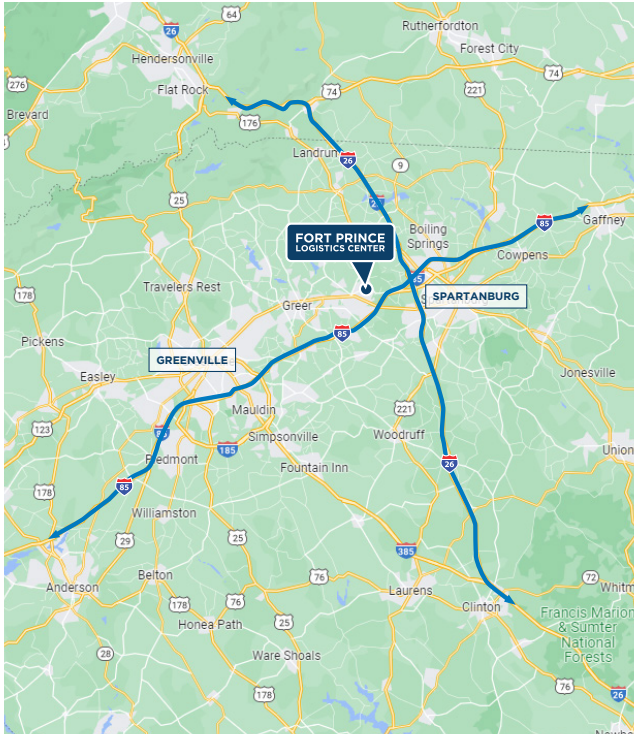 64
26
Rutherfordton
Forest City
Hendersonville
276
Flat Rock
74
74
221
Brevard
176
Landrun
26
9
25
26
85
Gaffney
Boiling
Springs
FORT PRINCE
LOGISTICS CENTER
Cowpens
85
178
Travelers Rest
Greer
SPARTANBURG
85
Pickens
GREENVILLE
Easley
Jonesville
Mauldin
221
123
Simpsonville
Woodruff
185
Union
Piedmont
Fountain Inn
26
178
85
Williamston
29
25
385
Anderson
Belton
76
72
Whitm
178
76
Laurens
Clinton
Honea Path
25
Francis Marion
& Sumter
National
Forests
28
Ware Shoals
178
76
26